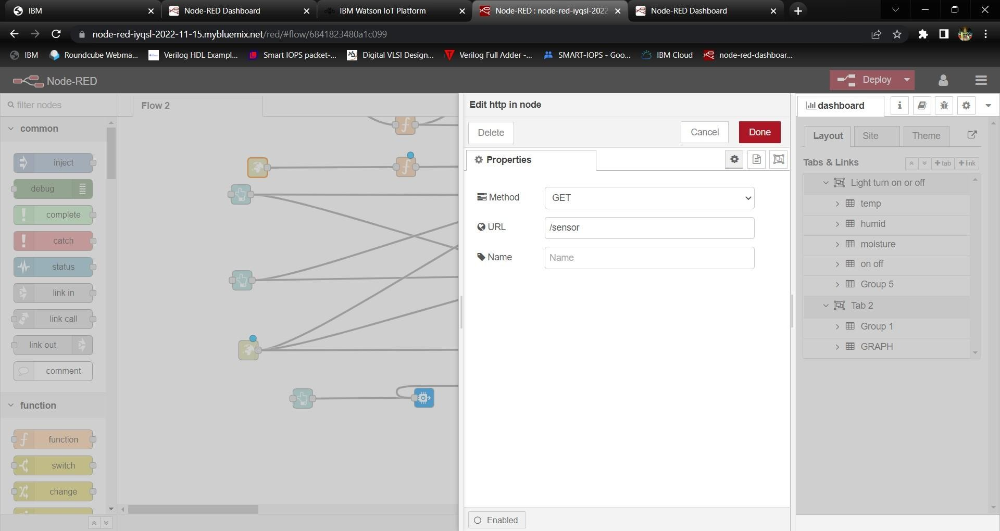 IBM
Node-RED Dashboard
IBM Watson IoT Platform
Node-RED : node-red-iyqsl-2022
Node-RED Dashboard
node-red-iyqsl-2022-11-15.mybluemix.net/red/#flow/6841823480a1c099
IBM
Roundcube Webma...
Verilog HDL Exampl...
Smart IOPS packet-...
Digital VLSI Design...
Verilog Full Adder -...
SMART-IOPS - Goo...
IBM Cloud
node-red-dashboar...
Node-RED
Deploy
filter nodes
common
inject
debug
complete
catch
status
link in
link call
link out
comment
function
function
switch
change
Flow 2
Edit http in node
Delete
Cancel
Done
Properties
Method
GET
URL
/sensor
Name
Name
Enabled
dashboard
Layout
Site
Theme
Tabs & Links
tab
link
Light turn on or off
temp
humid
moisture
on off
Group 5
Tab 2
Group 1
GRAPH